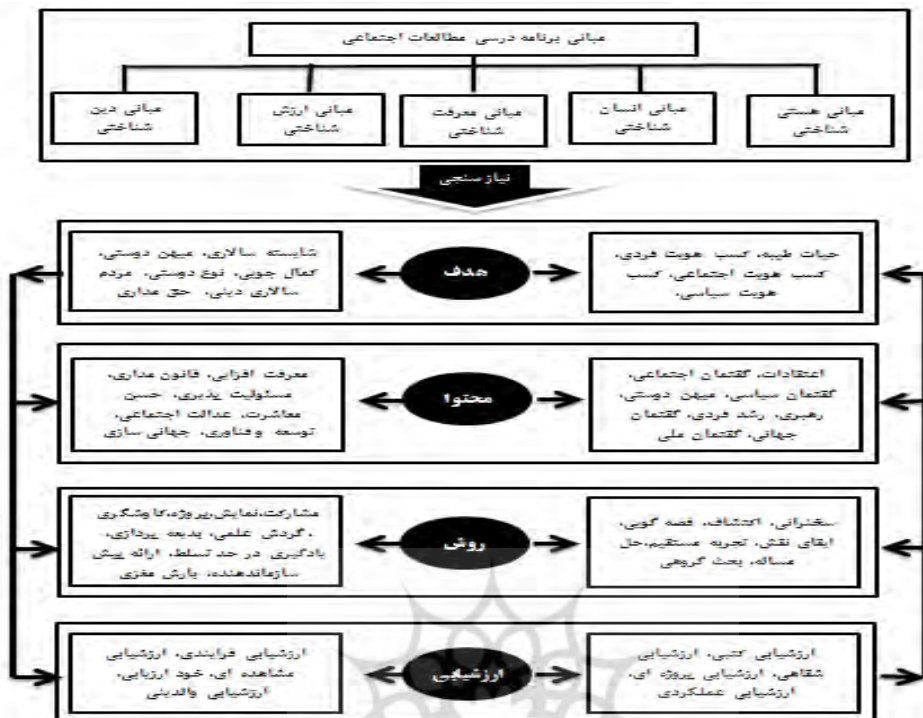 مبانی برنامه درسی مطالعات اجتماعی
مبانی هستی
شناختی
مبانی انسان
شناختی
مبانی معرفت
شناختی
مبانی ارزش
شناختی
مبانی دین
شناختی
نیاز سنجی
حیات طیبه، کسب هویت فردی،
کسب هویت اجتماعی، کسب
هویت سیاسی،
هدف
شایسته سالاری، میهن دوستی،
کمال جویی، نوع دوستی، مردم
سالاری دینی، حق مداری
اعتقادات، گفتمان اجتماعی،
گفتمان سیاسی، میهن دوستی،
رهبری، رشد فردی، گفتمان
جهانی، گفتمان ملی
محتوا
معرفت افزایی، قانون مداری،
مسئولیت پذیری، حسن
معاشرت، عدالت اجتماعی،
توسعه وفناوری، جهانی سازی
سخنرانی، اکتشاف، قصه گویی،
ایفای نقش، تجربه مستقیم،حل
مساله، بحث گروهی
روش
مشارکت،نمایش،پروژه،کاوشگری
،گردش علمی، بدیعه پردازی،
یادگیری در حد تسلط، ارائه پیش
سازماندهنده، بارش مغزی
ارزشیابی کتبی، ارزشیابی
شفاهی، ارزشیابی پروژه ای،
ارزشیابی عملکردی
ارزشیابی
ارزشیابی فرایندی، ارزشیابی
مشاهده ای، خود ارزیابی،
ارزشیابی والدینی